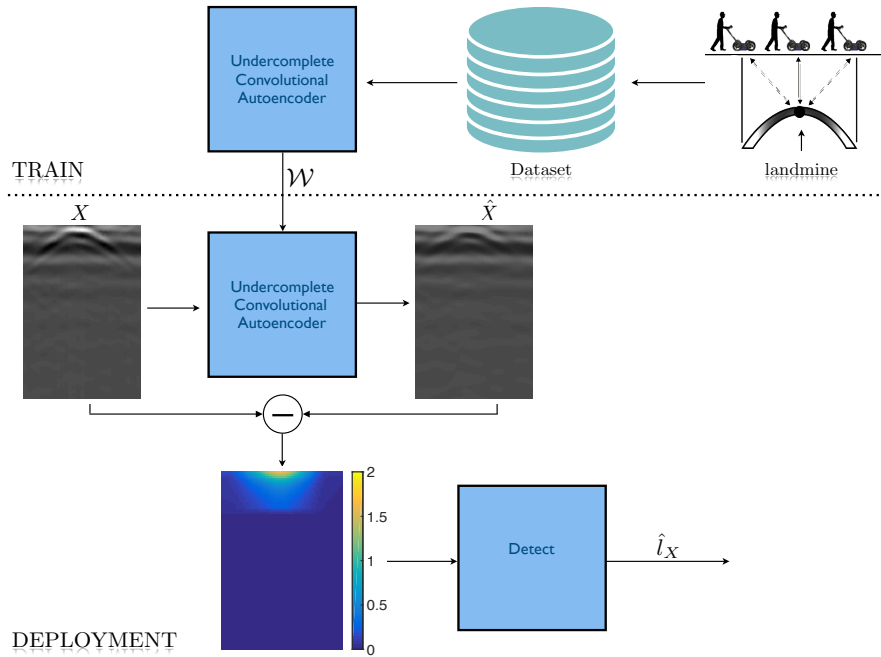 Undercomplete
Convolutional
Autoencoder
Dataset
landmine
TRAIN
𝒲
X
X̂
Undercomplete
Convolutional
Autoencoder
—
2
1.5
1
0.5
0
Detect
l̂_X
DEPLOYMENT